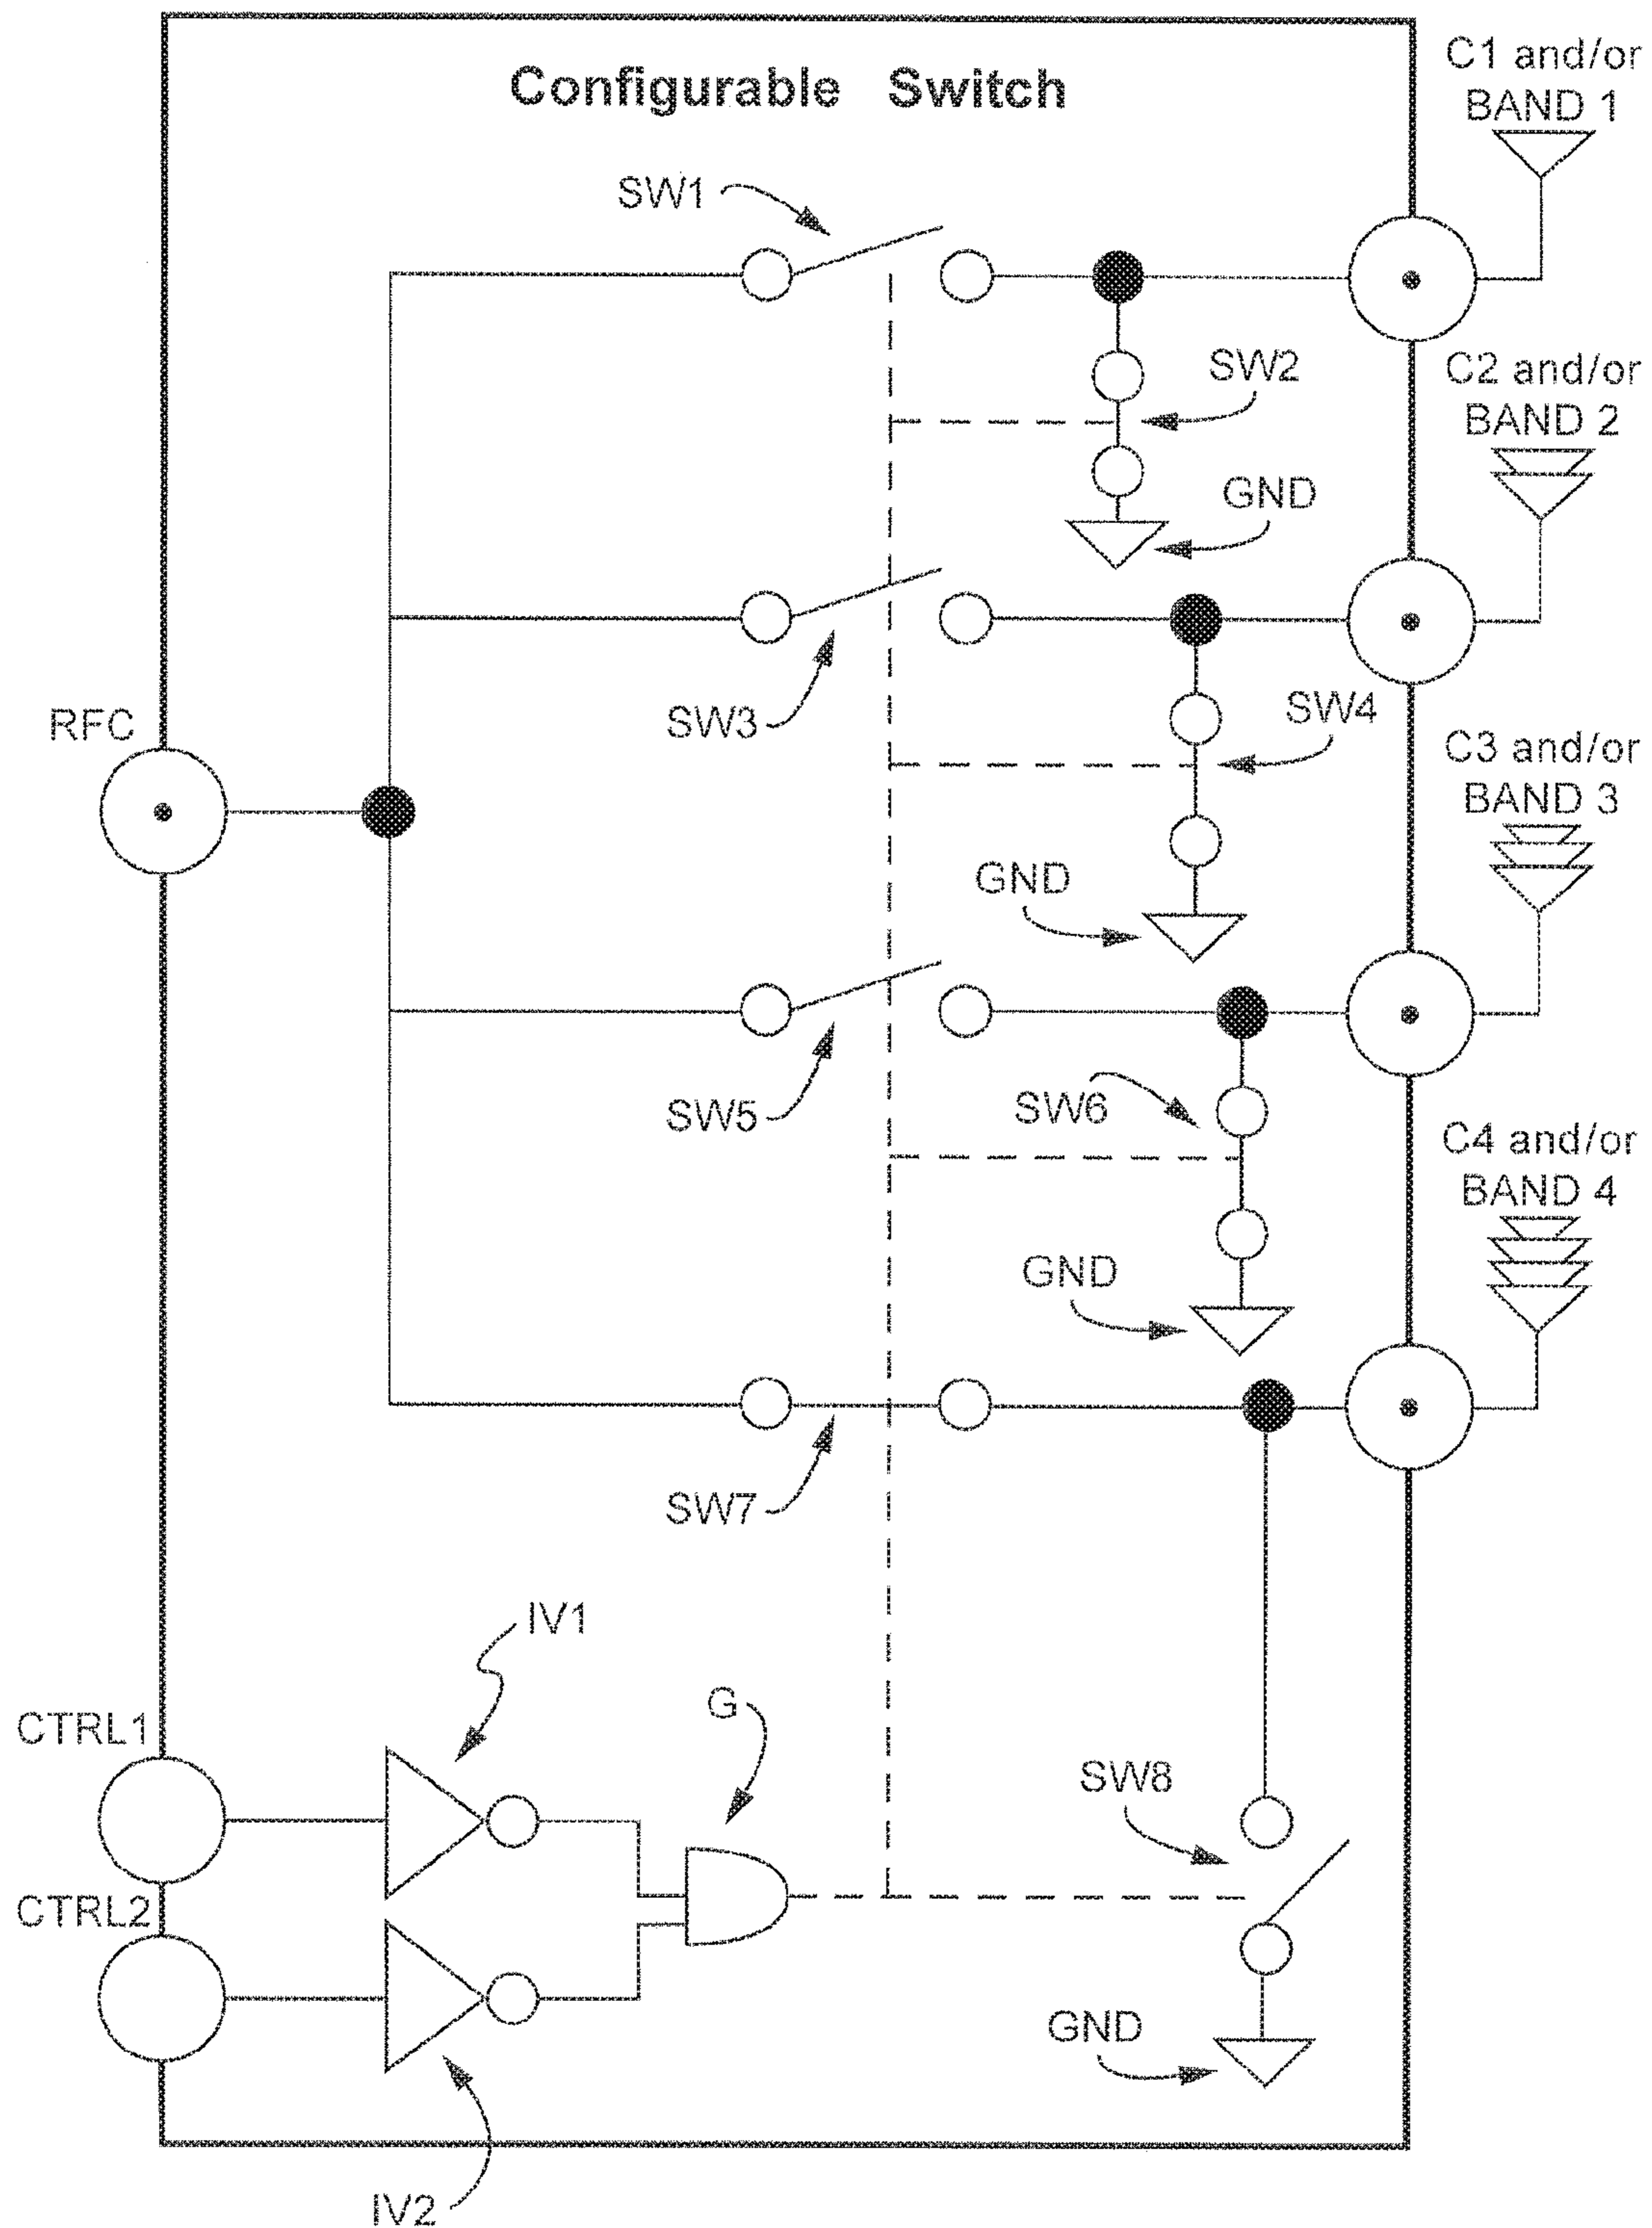 Configurable Switch
C1 and/or
BAND 1
SW1
SW2
C2 and/or
BAND 2
GND
SW3
SW4
RFC
C3 and/or
BAND 3
GND
SW5
SW6
C4 and/or
BAND 4
GND
SW7
IV1
G
CTRL1
SW8
CTRL2
GND
IV2